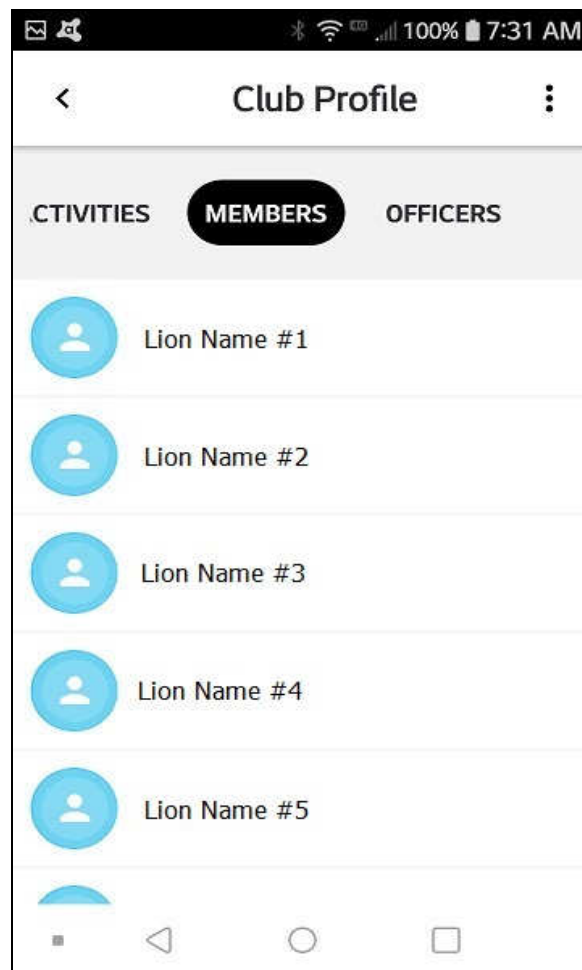 100% 7:31 AM
Club Profile
CTIVITIES MEMBERS OFFICERS
Lion Name #1
Lion Name #2
Lion Name #3
Lion Name #4
Lion Name #5